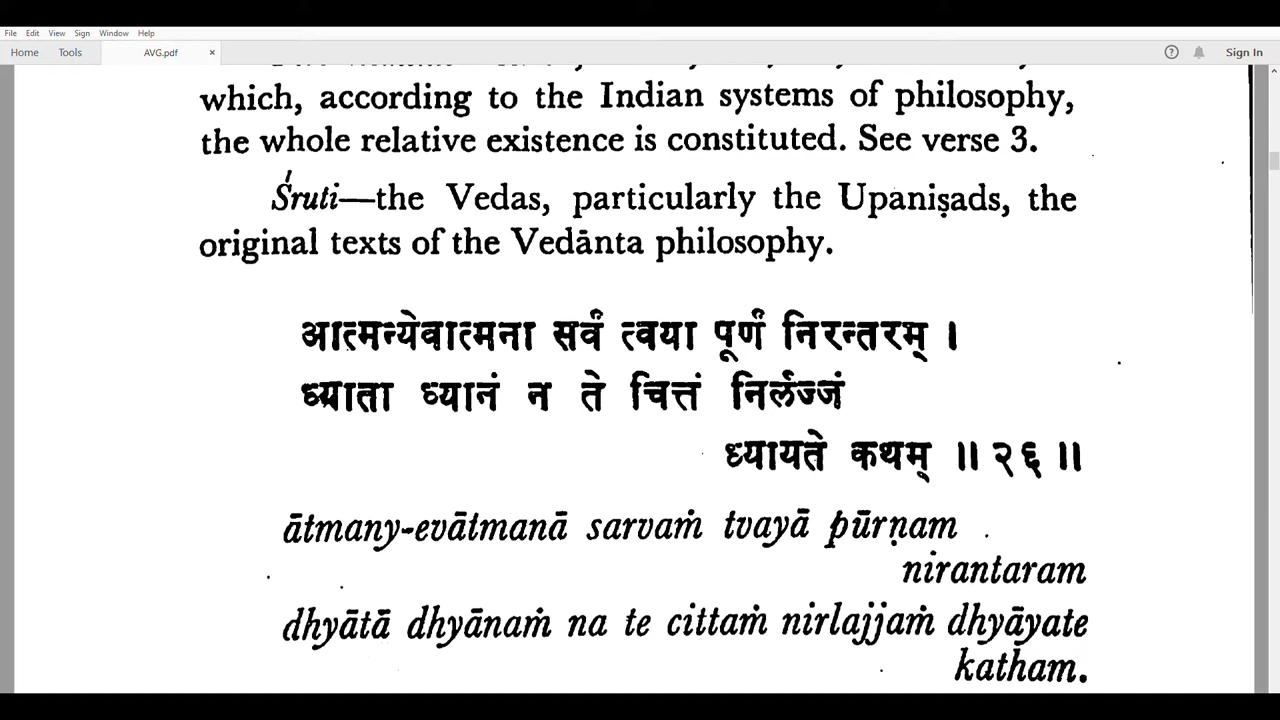 File Edit View Sign Window Help
Home Tools AVG.pdf × Sign In
which, according to the Indian systems of philosophy,
the whole relative existence is constituted. See verse 3.
Śruti—the Vedas, particularly the Upaniṣads, the
original texts of the Vedānta philosophy.
आत्मन्येवात्मना सर्वं त्वया पूर्णं निरन्तरम् ।
ध्याता ध्यानं न ते चित्तं निर्लज्जं
ध्यायते कथम् ॥ २६ ॥
ātmany-evātmanā sarvaṁ tvayā pūrṇam
nirantaram
dhyātā dhyānaṁ na te cittaṁ nirlajjaṁ dhyāyate
katham.